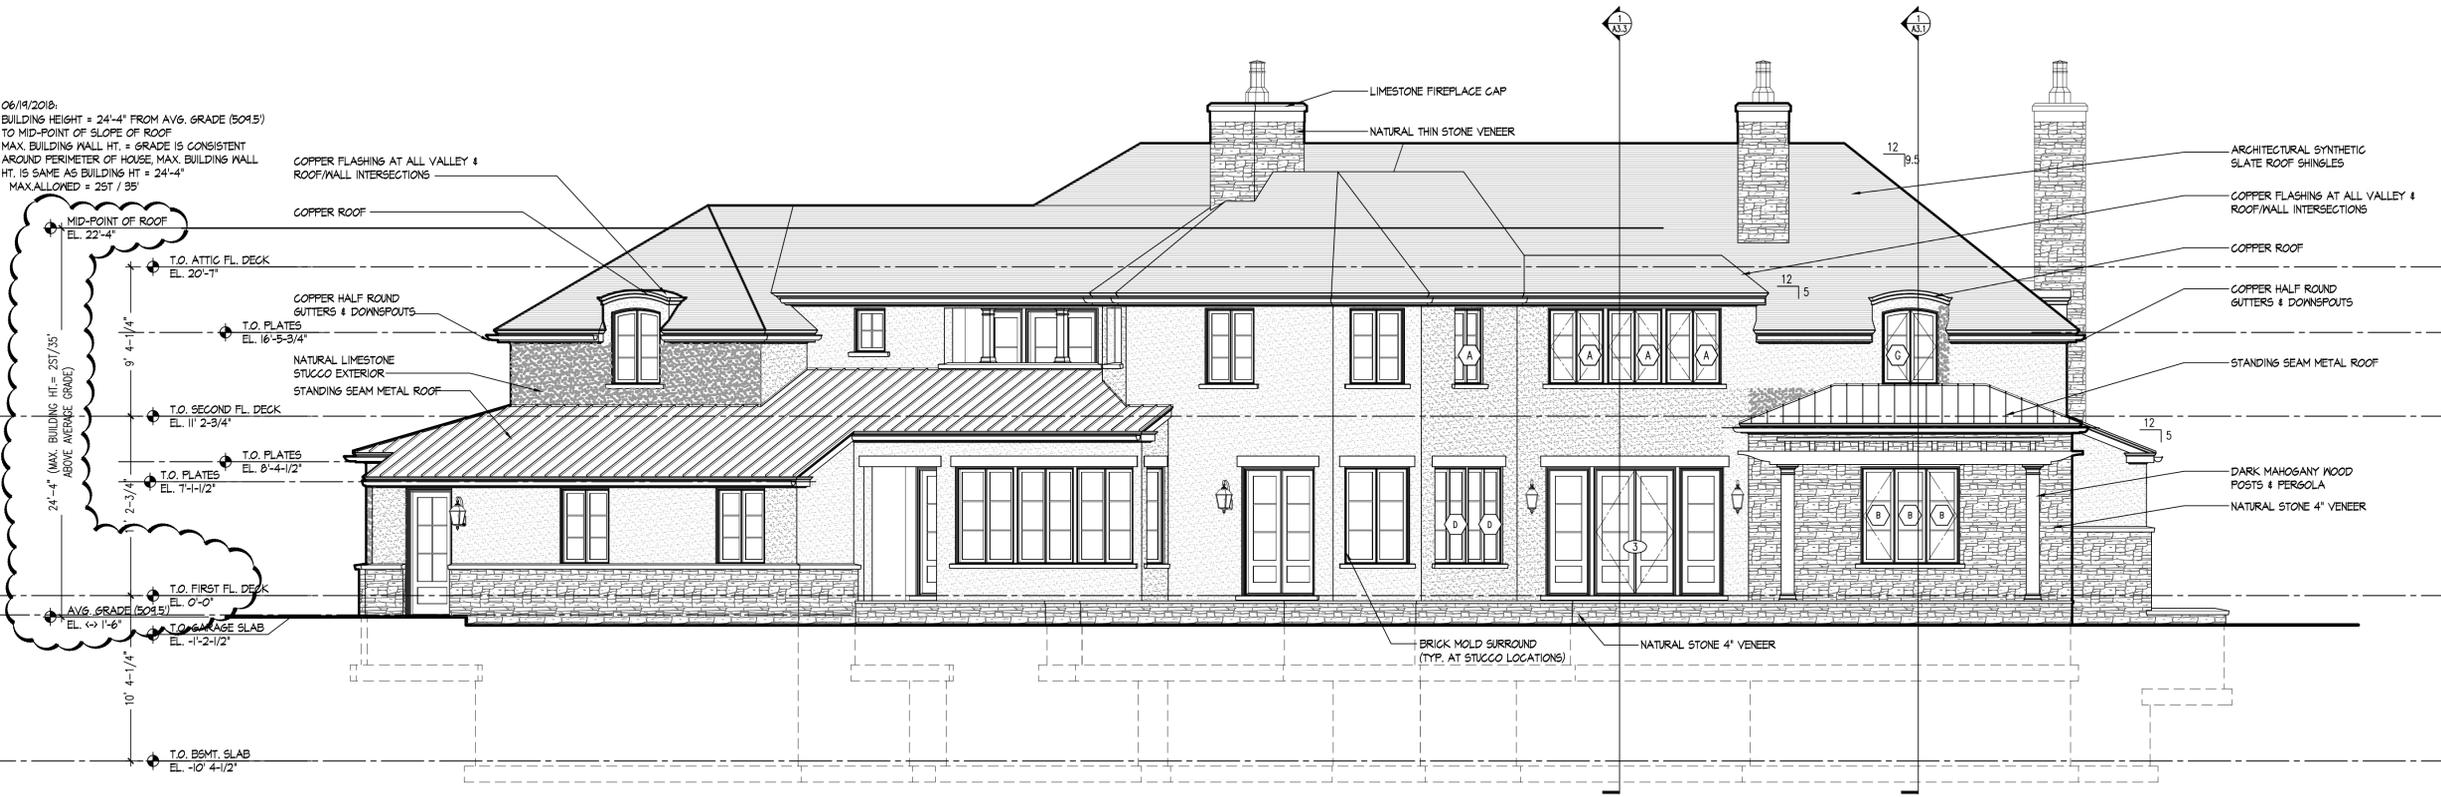 1
A3.3
1
A3.1
06/19/2018:
BUILDING HEIGHT = 24'-4" FROM AVG. GRADE (509.5')
TO MID-POINT OF SLOPE OF ROOF
MAX. BUILDING WALL HT. = GRADE IS CONSISTENT
AROUND PERIMETER OF HOUSE, MAX. BUILDING WALL
HT. IS SAME AS BUILDING HT = 24'-4"
MAX.ALLOWED = 2ST / 35'
MID-POINT OF ROOF
EL. 22'-4"
T.O. ATTIC FL. DECK
EL. 20'-7"
T.O. PLATES
EL. 16'-5-3/4"
T.O. SECOND FL. DECK
EL. 11' 2-3/4"
T.O. PLATES
EL. 8'-4-1/2"
T.O. PLATES
EL. 7'-1-1/2"
T.O. FIRST FL. DECK
EL. 0'-0"
AVG. GRADE (509.5')
EL. <-> 1'-6"
T.O. GARAGE SLAB
EL. -1'-2-1/2"
T.O. BSMT. SLAB
EL. -10' 4-1/2"
24'-4" (MAX. BUILDING HT.= 2ST/35'
ABOVE AVERAGE GRADE)
9' 4-1/4"
2-3/4"
10' 4-1/4"
COPPER FLASHING AT ALL VALLEY &
ROOF/WALL INTERSECTIONS
COPPER ROOF
COPPER HALF ROUND
GUTTERS & DOWNSPOUTS
NATURAL LIMESTONE
STUCCO EXTERIOR
STANDING SEAM METAL ROOF
LIMESTONE FIREPLACE CAP
NATURAL THIN STONE VENEER
12
9.5
12
5
12
5
A
A
A
A
G
D
D
3
B
B
B
BRICK MOLD SURROUND
(TYP. AT STUCCO LOCATIONS)
NATURAL STONE 4" VENEER
ARCHITECTURAL SYNTHETIC
SLATE ROOF SHINGLES
COPPER FLASHING AT ALL VALLEY &
ROOF/WALL INTERSECTIONS
COPPER ROOF
COPPER HALF ROUND
GUTTERS & DOWNSPOUTS
STANDING SEAM METAL ROOF
DARK MAHOGANY WOOD
POSTS & PERGOLA
NATURAL STONE 4" VENEER